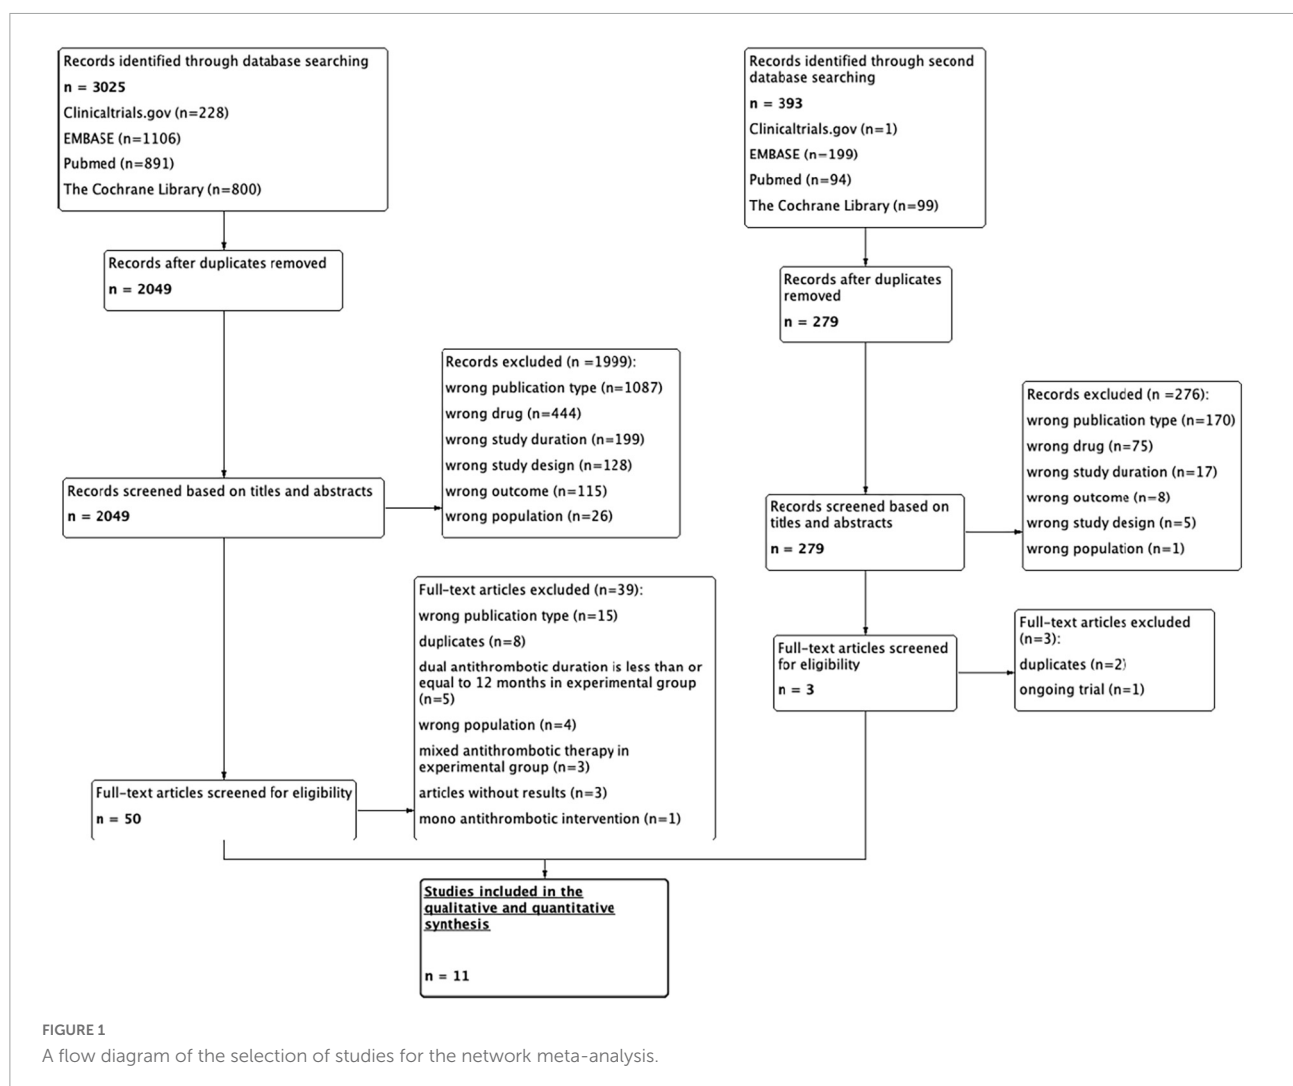 Records identified through database searching
n = 3025
Clinicaltrials.gov (n=228)
EMBASE (n=1106)
Pubmed (n=891)
The Cochrane Library (n=800)
Records identified through second
database searching
n = 393
Clinicaltrials.gov (n=1)
EMBASE (n=199)
Pubmed (n=94)
The Cochrane Library (n=99)
Records after duplicates removed
n = 2049
Records after duplicates
removed
n = 279
Records excluded (n =1999):
wrong publication type (n=1087)
wrong drug (n=444)
wrong study duration (n=199)
wrong study design (n=128)
wrong outcome (n=115)
wrong population (n=26)
Records excluded (n =276):
wrong publication type (n=170)
wrong drug (n=75)
wrong study duration (n=17)
wrong outcome (n=8)
wrong study design (n=5)
wrong population (n=1)
Records screened based on titles and abstracts
n = 2049
Records screened based on
titles and abstracts
n = 279
Full-text articles excluded (n=39):
wrong publication type (n=15)
duplicates (n=8)
dual antithrombotic duration is less than or
equal to 12 months in experimental group
(n=5)
wrong population (n=4)
mixed antithrombotic therapy in
experimental group (n=3)
articles without results (n=3)
mono antithrombotic intervention (n=1)
Full-text articles screened
for eligibility
n = 3
Full-text articles excluded
(n=3):
duplicates (n=2)
ongoing trial (n=1)
Full-text articles screened for eligibility
n = 50
Studies included in the
qualitative and quantitative
synthesis
n = 11
FIGURE 1
A flow diagram of the selection of studies for the network meta-analysis.